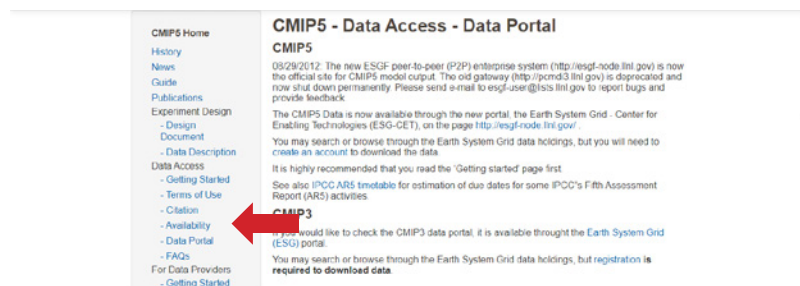 CMIP5 Home
History
News
Guide
Publications
Experiment Design
- Design
Document
- Data Description
Data Access
- Getting Started
- Terms of Use
- Citation
- Availability
- Data Portal
- FAQs
For Data Providers
- Getting Started
CMIP5 - Data Access - Data Portal
CMIP5
08/29/2012: The new ESGF peer-to-peer (P2P) enterprise system (http://esgf-node.llnl.gov) is now
the official site for CMIP5 model output. The old gateway (http://pcmdi3.llnl.gov) is deprecated and
now shut down permanently. Please send e-mail to esgf-user@lists.llnl.gov to report bugs and
provide feedback.
The CMIP5 Data is now available through the new portal, the Earth System Grid - Center for
Enabling Technologies (ESG-CET), on the page http://esgf-node.llnl.gov/ .
You may search or browse through the Earth System Grid data holdings, but you will need to
create an account to download the data.
It is highly recommended that you read the 'Getting started' page first.
See also IPCC AR5 timetable for estimation of due dates for some IPCC's Fifth Assessment
Report (AR5) activities.
CMIP3
you would like to check the CMIP3 data portal, it is available throught the Earth System Grid
(ESG) portal.
You may search or browse through the Earth System Grid data holdings, but registration is
required to download data.